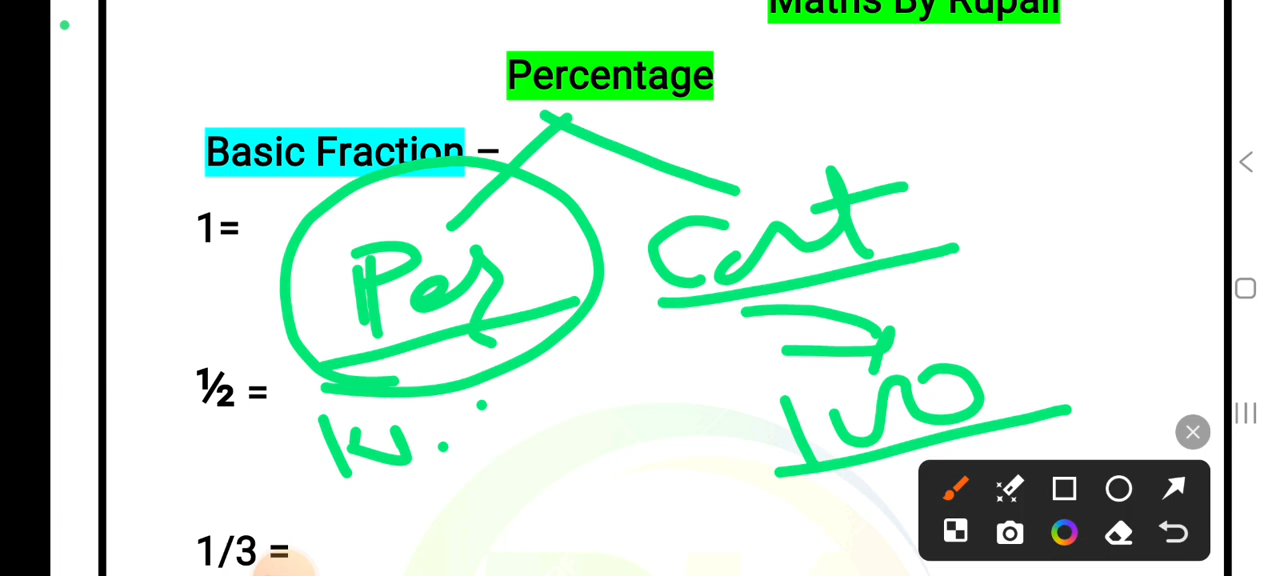 Maths By Rupali
Percentage
Basic Fraction –
1=
Per Cent
100
½ =
1/3 =